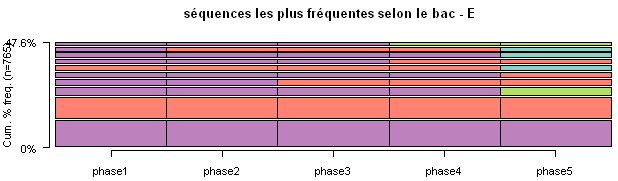 séquences les plus fréquentes selon le bac - E
47.6%
Cum. % freq. (n=765)
0%
phase1 phase2 phase3 phase4 phase5